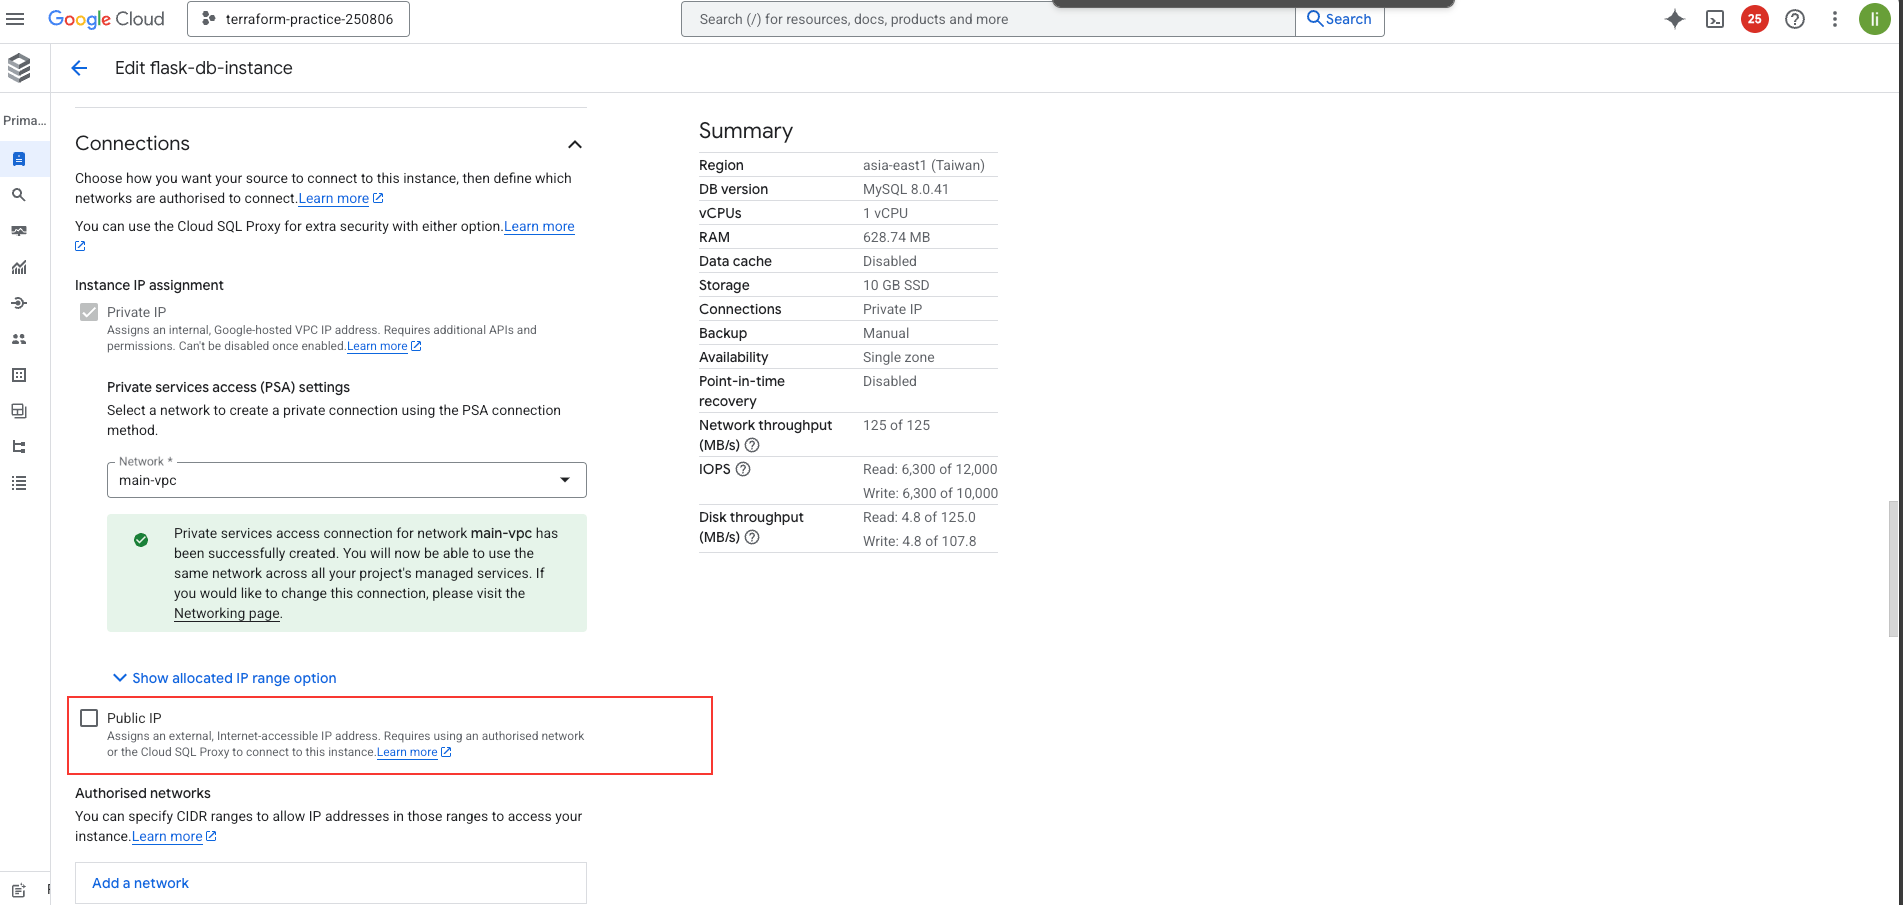 Google Cloud
terraform-practice-250806
Search (/) for resources, docs, products and more
Search
25
li
Edit flask-db-instance
Prima...
Connections
Choose how you want your source to connect to this instance, then define which
networks are authorised to connect.Learn more
You can use the Cloud SQL Proxy for extra security with either option.Learn more
Instance IP assignment
Private IP
Assigns an internal, Google-hosted VPC IP address. Requires additional APIs and
permissions. Can't be disabled once enabled.Learn more
Private services access (PSA) settings
Select a network to create a private connection using the PSA connection
method.
Network *
main-vpc
Private services access connection for network main-vpc has
been successfully created. You will now be able to use the
same network across all your project's managed services. If
you would like to change this connection, please visit the
Networking page.
Show allocated IP range option
Public IP
Assigns an external, Internet-accessible IP address. Requires using an authorised network
or the Cloud SQL Proxy to connect to this instance.Learn more
Authorised networks
You can specify CIDR ranges to allow IP addresses in those ranges to access your
instance.Learn more
Add a network
Summary
Region asia-east1 (Taiwan)
DB version MySQL 8.0.41
vCPUs 1 vCPU
RAM 628.74 MB
Data cache Disabled
Storage 10 GB SSD
Connections Private IP
Backup Manual
Availability Single zone
Point-in-time Disabled
recovery
Network throughput 125 of 125
(MB/s)
IOPS Read: 6,300 of 12,000
Write: 6,300 of 10,000
Disk throughput Read: 4.8 of 125.0
(MB/s) Write: 4.8 of 107.8